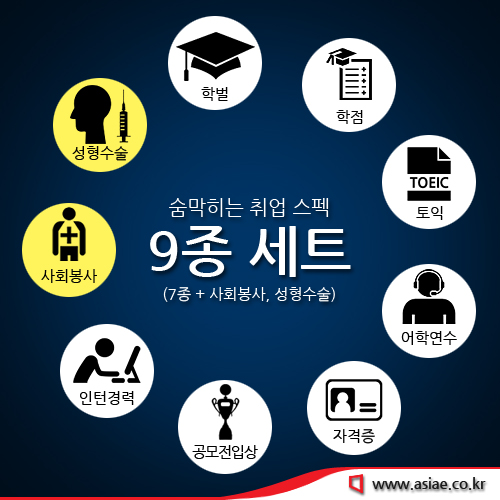 학벌
학점
TOEIC
토익
어학연수
자격증
공모전입상
인턴경력
사회봉사
성형수술
숨막히는 취업 스펙
9종 세트
(7종 + 사회봉사, 성형수술)
www.asiae.co.kr